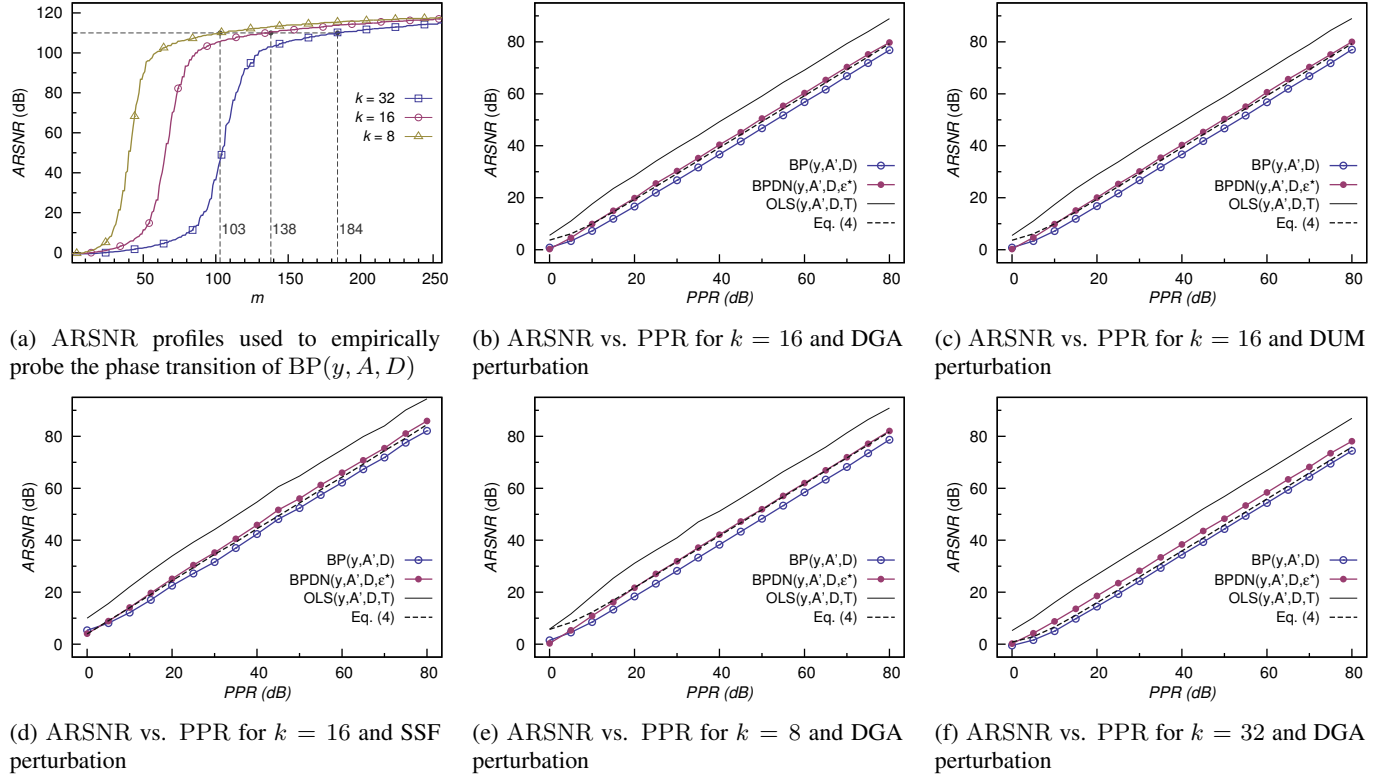 ARSNR (dB)
120
100
80
60
40
20
0
k = 32
k = 16
k = 8
103
138
184
50
100
150
200
250
m
(a) ARSNR profiles used to empirically
probe the phase transition of BP(y, A, D)
ARSNR (dB)
80
60
40
20
0
BP(y,A',D)
BPDN(y,A',D,ε*)
OLS(y,A',D,T)
Eq. (4)
0
20
40
60
80
PPR (dB)
(b) ARSNR vs. PPR for k = 16 and DGA
perturbation
ARSNR (dB)
80
60
40
20
0
BP(y,A',D)
BPDN(y,A',D,ε*)
OLS(y,A',D,T)
Eq. (4)
0
20
40
60
80
PPR (dB)
(c) ARSNR vs. PPR for k = 16 and DUM
perturbation
ARSNR (dB)
80
60
40
20
0
BP(y,A',D)
BPDN(y,A',D,ε*)
OLS(y,A',D,T)
Eq. (4)
0
20
40
60
80
PPR (dB)
(d) ARSNR vs. PPR for k = 16 and SSF
perturbation
ARSNR (dB)
80
60
40
20
0
BP(y,A',D)
BPDN(y,A',D,ε*)
OLS(y,A',D,T)
Eq. (4)
0
20
40
60
80
PPR (dB)
(e) ARSNR vs. PPR for k = 8 and DGA
perturbation
ARSNR (dB)
80
60
40
20
0
BP(y,A',D)
BPDN(y,A',D,ε*)
OLS(y,A',D,T)
Eq. (4)
0
20
40
60
80
PPR (dB)
(f) ARSNR vs. PPR for k = 32 and DGA
perturbation